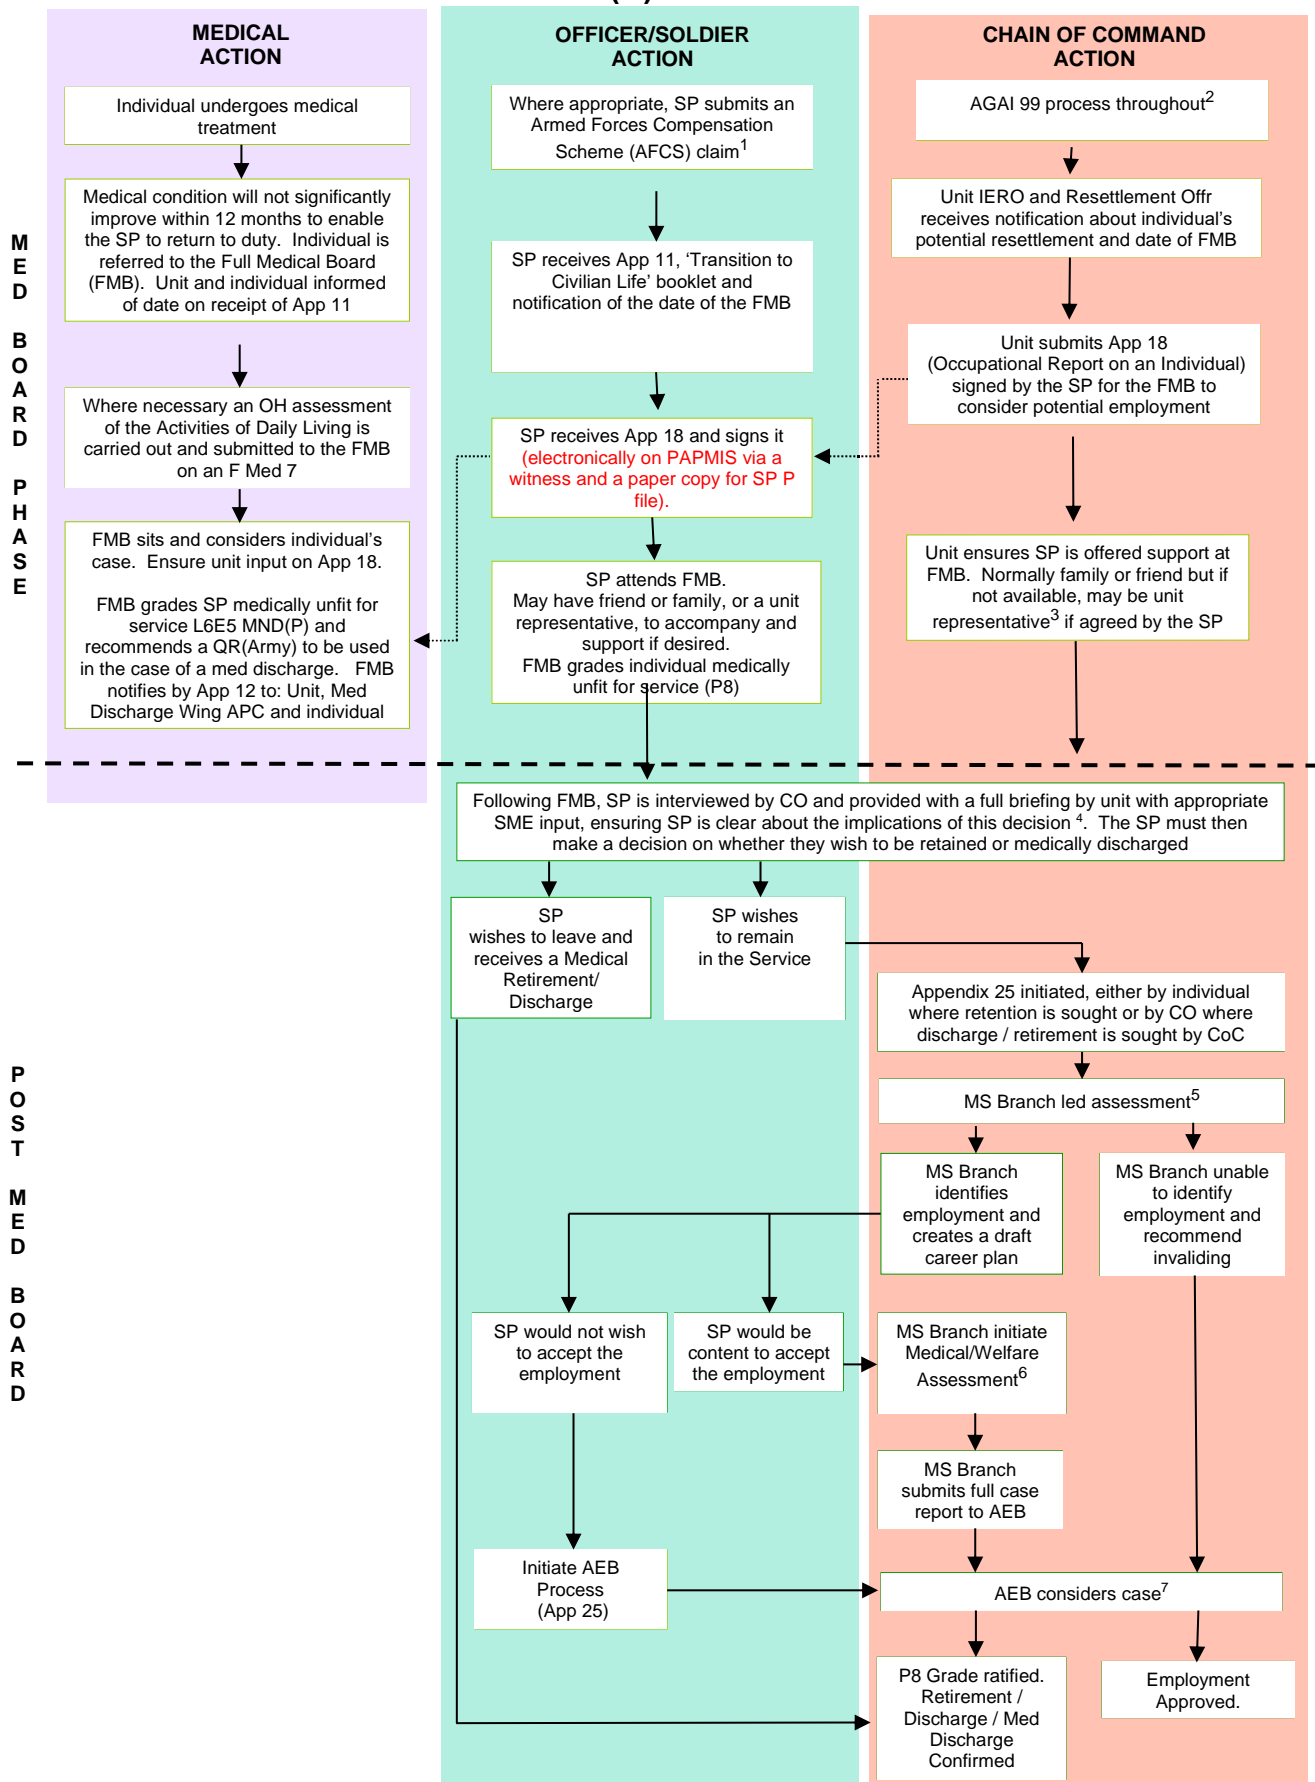 MEDICAL
ACTION
OFFICER/SOLDIER
ACTION
CHAIN OF COMMAND
ACTION
MED BOARD PHASE
Individual undergoes medical
treatment
Medical condition will not significantly
improve within 12 months to enable
the SP to return to duty. Individual is
referred to the Full Medical Board
(FMB). Unit and individual informed
of date on receipt of App 11
Where necessary an OH assessment
of the Activities of Daily Living is
carried out and submitted to the FMB
on an F Med 7
FMB sits and considers individual's
case. Ensure unit input on App 18.
FMB grades SP medically unfit for
service L6E5 MND(P) and
recommends a QR(Army) to be used
in the case of a med discharge. FMB
notifies by App 12 to: Unit, Med
Discharge Wing APC and individual
Where appropriate, SP submits an
Armed Forces Compensation
Scheme (AFCS) claim1
SP receives App 11, 'Transition to
Civilian Life' booklet and
notification of the date of the FMB
SP receives App 18 and signs it
(electronically on PAPMIS via a
witness and a paper copy for SP P
file).
SP attends FMB.
May have friend or family, or a unit
representative, to accompany and
support if desired.
FMB grades individual medically
unfit for service (P8)
AGAI 99 process throughout2
Unit IERO and Resettlement Offr
receives notification about individual's
potential resettlement and date of FMB
Unit submits App 18
(Occupational Report on an Individual)
signed by the SP for the FMB to
consider potential employment
Unit ensures SP is offered support at
FMB. Normally family or friend but if
not available, may be unit
representative3 if agreed by the SP
POST MED BOARD
Following FMB, SP is interviewed by CO and provided with a full briefing by unit with appropriate
SME input, ensuring SP is clear about the implications of this decision 4. The SP must then
make a decision on whether they wish to be retained or medically discharged
SP
wishes to leave and
receives a Medical
Retirement/
Discharge
SP wishes
to remain
in the Service
Appendix 25 initiated, either by individual
where retention is sought or by CO where
discharge / retirement is sought by CoC
MS Branch led assessment5
MS Branch
identifies
employment and
creates a draft
career plan
MS Branch unable
to identify
employment and
recommend
invaliding
SP would not wish
to accept the
employment
SP would be
content to accept
the employment
MS Branch initiate
Medical/Welfare
Assessment6
MS Branch
submits full case
report to AEB
Initiate AEB
Process
(App 25)
AEB considers case7
P8 Grade ratified.
Retirement /
Discharge / Med
Discharge
Confirmed
Employment
Approved.